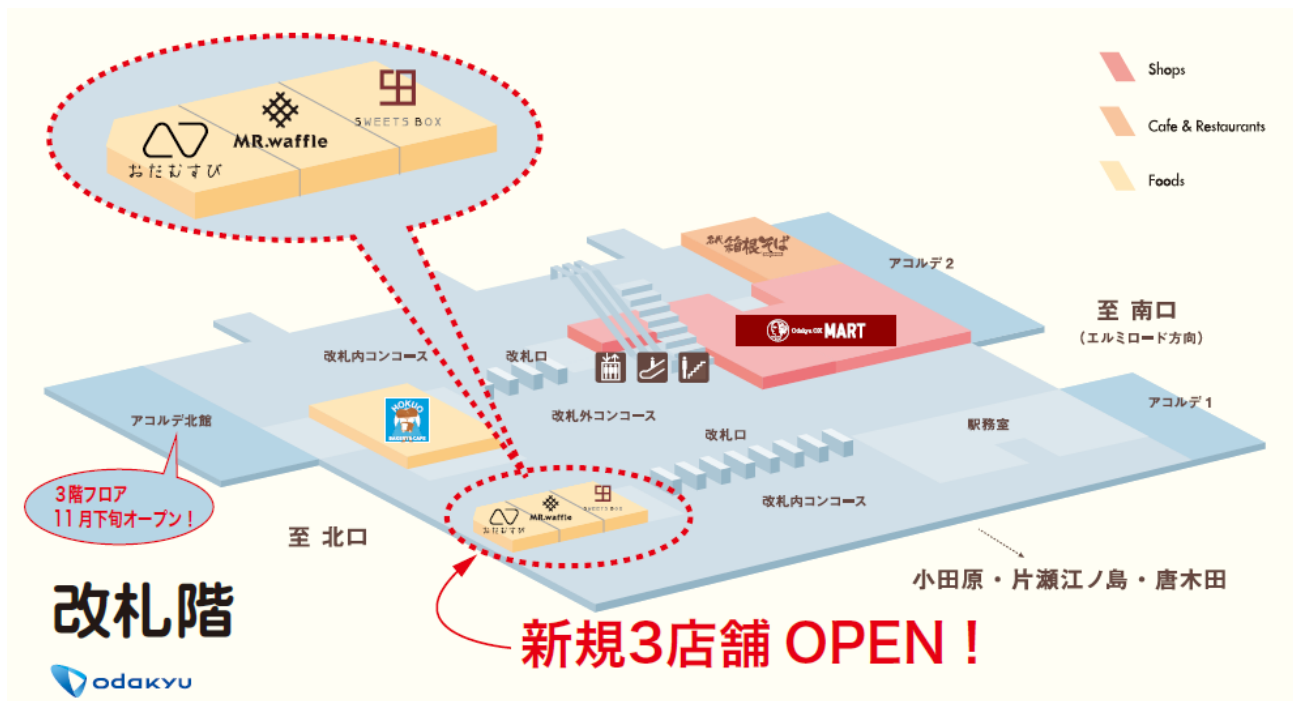 SWEETS BOX
MR.waffle
おだむすび
Shops
Cafe & Restaurants
Foods
名代 箱根そば
アコルデ2
至 南口
(エルミロード方向)
Odakyu OX MART
改札内コンコース
改札口
HOKUO
BAKERY & CAFE
改札外コンコース
アコルデ1
アコルデ北館
駅務室
改札口
3階フロア
11月下旬オープン!
SWEETS BOX
MR.waffle
おだむすび
改札内コンコース
至 北口
小田原・片瀬江ノ島・唐木田
改札階
新規3店舗 OPEN!
ODAKYU